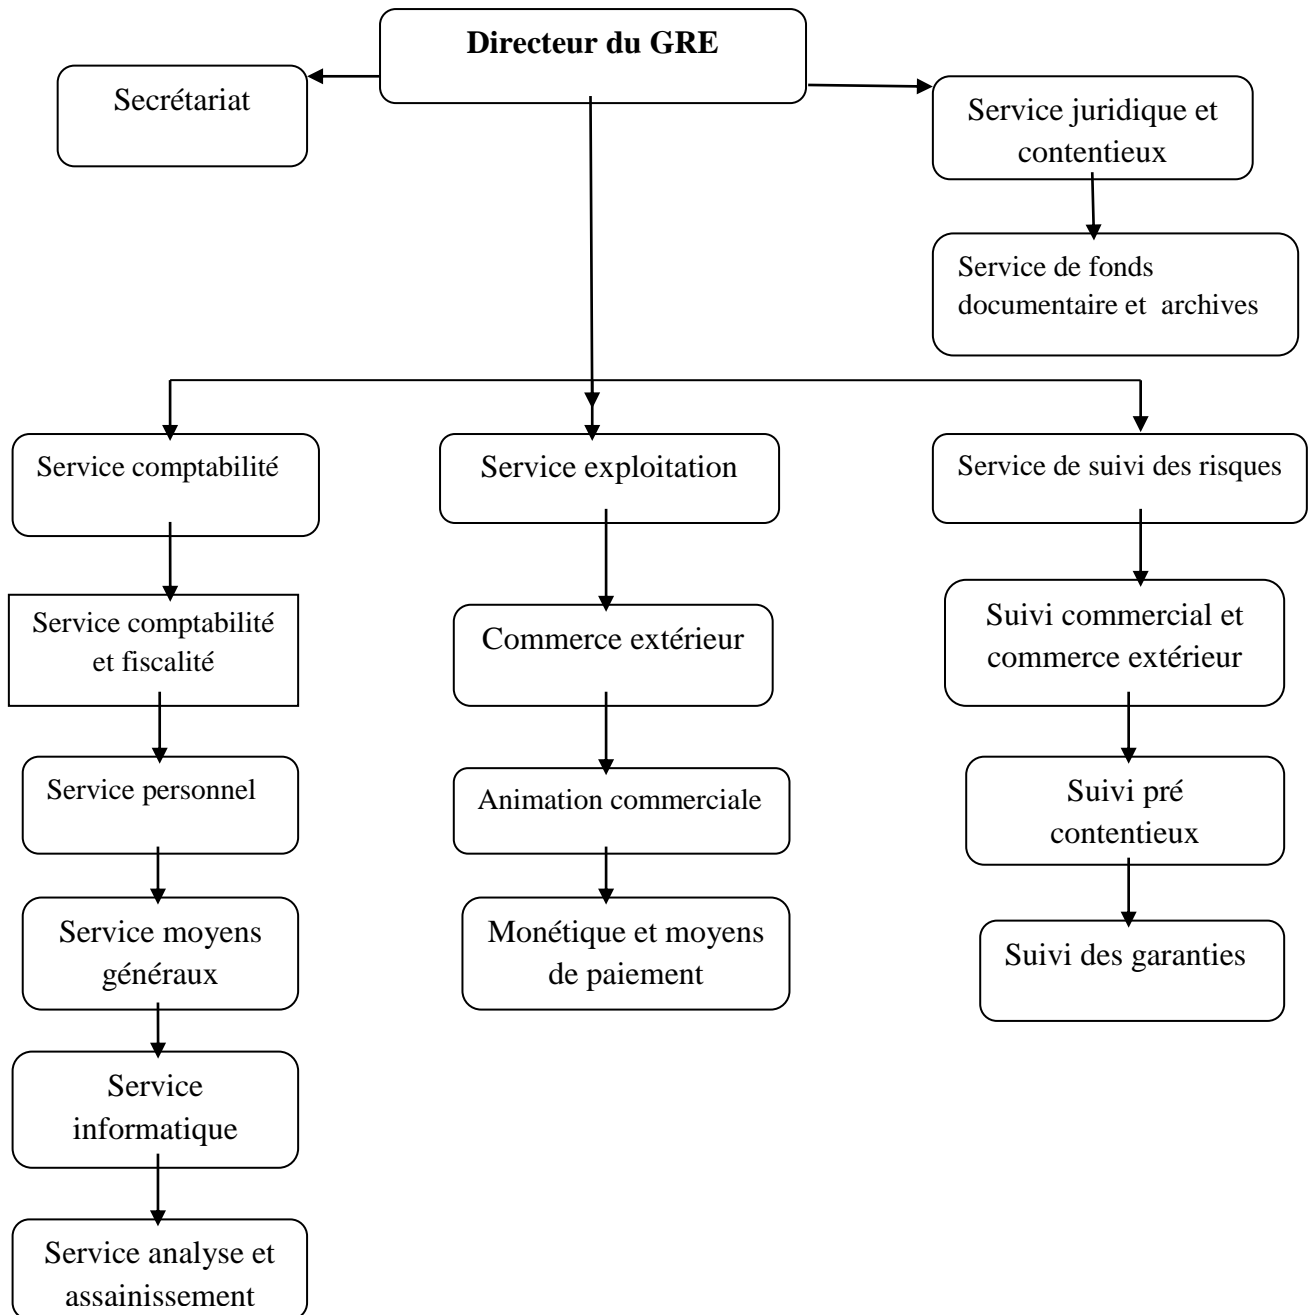 Directeur du GRE
Secrétariat
Service juridique et
contentieux
Service de fonds
documentaire et archives
Service comptabilité
Service exploitation
Service de suivi des risques
Service comptabilité
et fiscalité
Commerce extérieur
Suivi commercial et
commerce extérieur
Service personnel
Animation commerciale
Suivi pré
contentieux
Service moyens
généraux
Monétique et moyens
de paiement
Suivi des garanties
Service
informatique
Service analyse et
assainissement